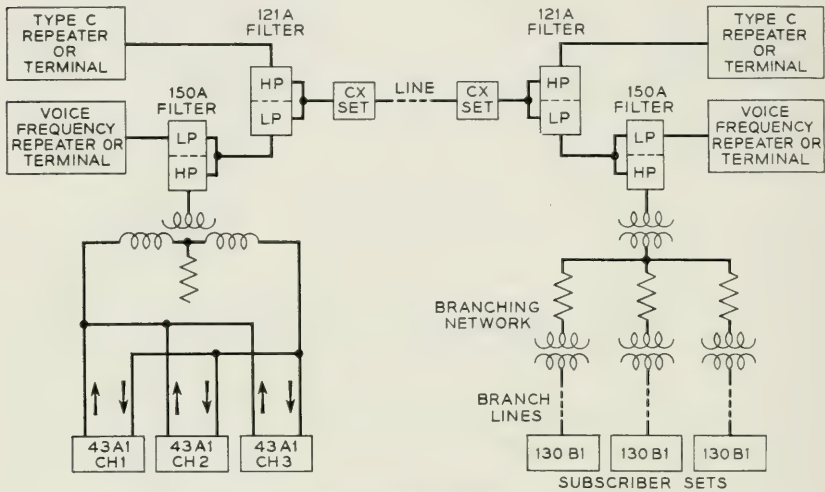 TYPE C
REPEATER
OR
TERMINAL
121A
FILTER
HP
LP
CX
SET
LINE
CX
SET
121A
FILTER
HP
LP
TYPE C
REPEATER
OR
TERMINAL
VOICE
FREQUENCY
REPEATER OR
TERMINAL
150A
FILTER
LP
HP
150A
FILTER
LP
HP
VOICE
FREQUENCY
REPEATER OR
TERMINAL
BRANCHING
NETWORK
BRANCH
LINES
43A1
CH1
43A1
CH2
43A1
CH3
130 B1
130 B1
130 B1
SUBSCRIBER SETS